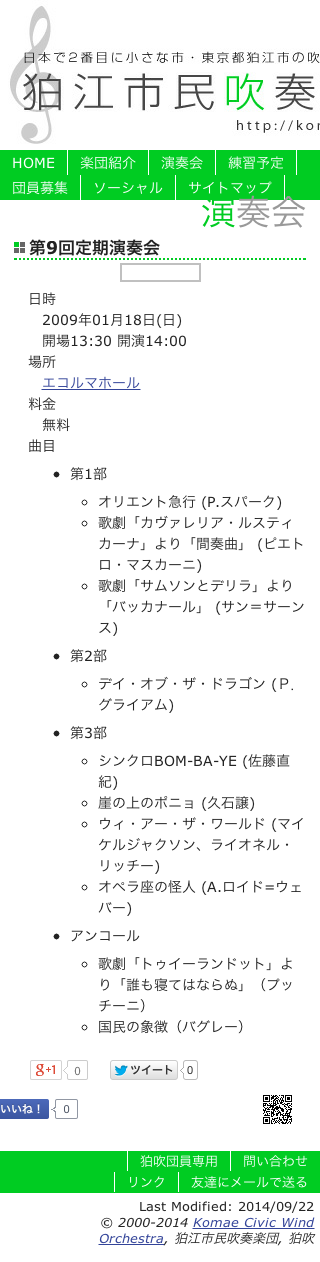 日本で2番目に小さな市・東京都狛江市の吹
狛江市民吹奏
http://kor
HOME 楽団紹介 演奏会 練習予定
団員募集 ソーシャル サイトマップ
演奏会
第9回定期演奏会
日時
2009年01月18日(日)
開場13:30 開演14:00
場所
エコルマホール
料金
無料
曲目
• 第1部
◦ オリエント急行 (P.スパーク)
◦ 歌劇「カヴァレリア・ルスティ
カーナ」より「間奏曲」 (ピエト
ロ・マスカーニ)
◦ 歌劇「サムソンとデリラ」より
「バッカナール」 (サン＝サーン
ス)
• 第2部
◦ デイ・オブ・ザ・ドラゴン (Ｐ.
グライアム)
• 第3部
◦ シンクロBOM-BA-YE (佐藤直
紀)
◦ 崖の上のポニョ (久石譲)
◦ ウィ・アー・ザ・ワールド (マイ
ケルジャクソン、ライオネル・
リッチー)
◦ オペラ座の怪人 (A.ロイド=ウェ
バー)
• アンコール
◦ 歌劇「トゥイーランドット」よ
り「誰も寝てはならぬ」（プッ
チーニ）
◦ 国民の象徴（バグレー）
g+1 0 ツイート 0
いいね！ 0
狛吹団員専用 問い合わせ
リンク 友達にメールで送る
Last Modified: 2014/09/22
© 2000-2014 Komae Civic Wind
Orchestra, 狛江市民吹奏楽団, 狛吹